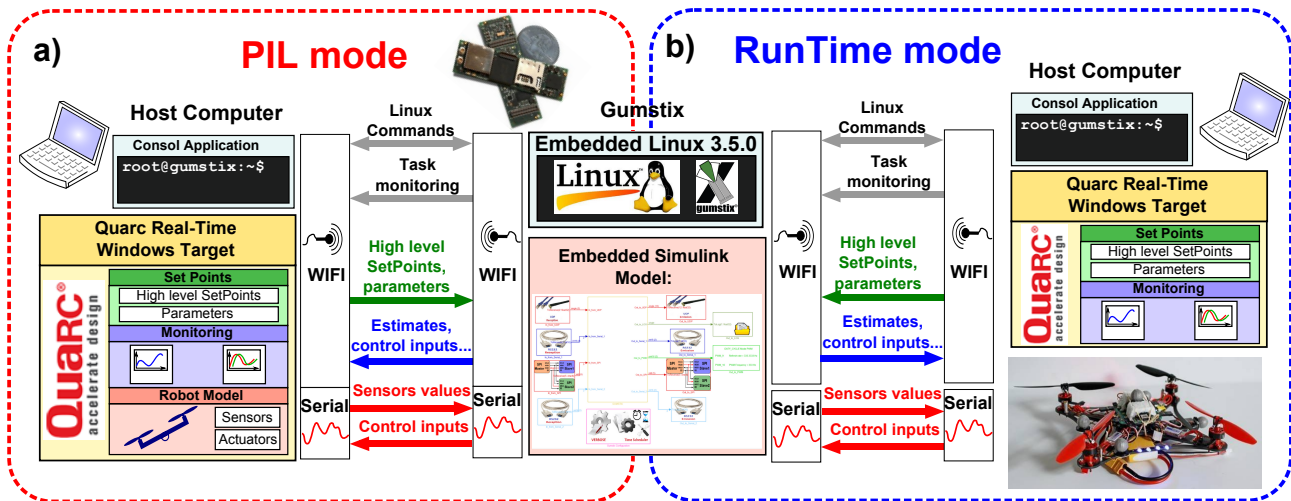 a)
PIL mode
Host Computer
Consol Application
root@gumstix:~$
Quarc Real-Time
Windows Target
QuaRC®
accelerate design
Set Points
High level SetPoints
Parameters
Monitoring
Robot Model
Sensors
Actuators
WIFI
Serial
Linux
Commands
Task
monitoring
High level
SetPoints,
parameters
Estimates,
control inputs...
Sensors values
Control inputs
WIFI
Serial
Gumstix
Embedded Linux 3.5.0
Linux
gumstix®
Embedded Simulink
Model:
b)
RunTime mode
WIFI
Serial
Linux
Commands
Task
monitoring
High level
SetPoints,
parameters
Estimates,
control inputs...
Sensors values
Control inputs
WIFI
Serial
Host Computer
Consol Application
root@gumstix:~$
Quarc Real-Time
Windows Target
QuaRC®
accelerate design
Set Points
High level SetPoints
Parameters
Monitoring